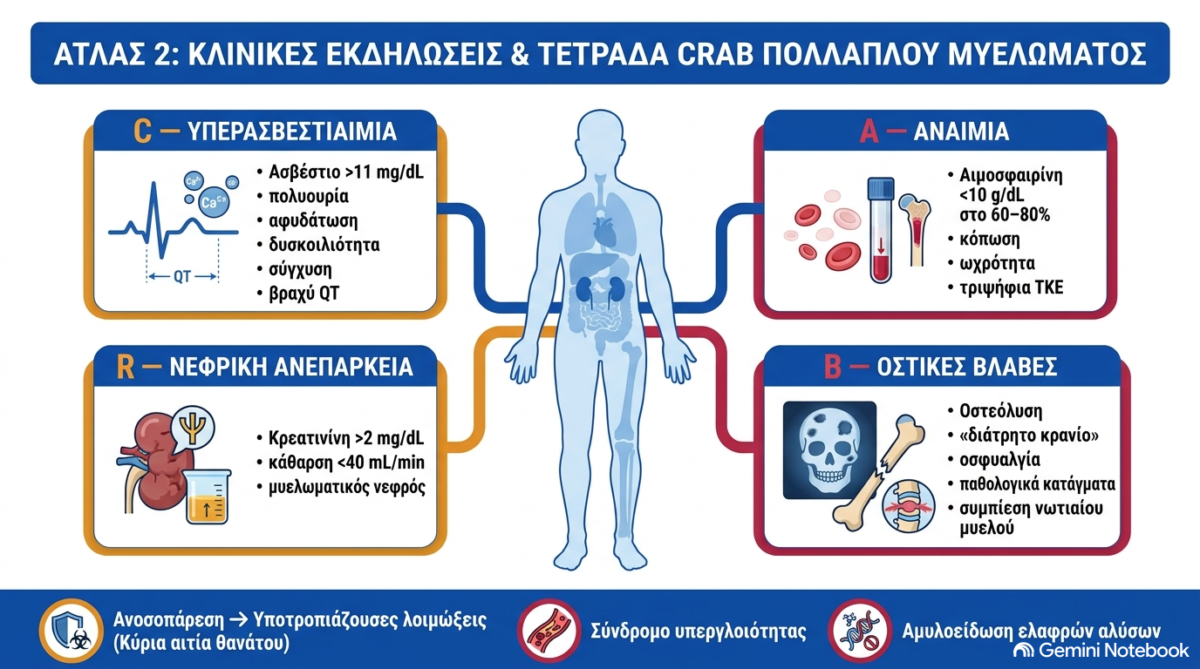 ΑΤΛΑΣ 2: ΚΛΙΝΙΚΕΣ ΕΚΔΗΛΩΣΕΙΣ & ΤΕΤΡΑΔΑ CRAB ΠΟΛΛΑΠΛΟΥ ΜΥΕΛΩΜΑΤΟΣ
C — ΥΠΕΡΑΣΒΕΣΤΙΑΙΜΙΑ
Ca²⁺
CaCa
QT
• Ασβέστιο >11 mg/dL
• πολυουρία
• αφυδάτωση
• δυσκοιλιότητα
• σύγχυση
• βραχύ QT
A — ΑΝΑΙΜΙΑ
• Αιμοσφαιρίνη
<10 g/dL
στο 60–80%
• κόπωση
• ωχρότητα
• τριψήφια ΤΚΕ
R — ΝΕΦΡΙΚΗ ΑΝΕΠΑΡΚΕΙΑ
Ψ
• Κρεατινίνη >2 mg/dL
• κάθαρση <40 mL/min
• μυελωματικός νεφρός
B — ΟΣΤΙΚΕΣ ΒΛΑΒΕΣ
• Οστεόλυση
• «διάτρητο κρανίο»
• οσφυαλγία
• παθολογικά κατάγματα
• συμπίεση νωτιαίου
μυελού
Ανοσοπάρεση → Υποτροπιάζουσες λοιμώξεις
(Κύρια αιτία θανάτου)
Σύνδρομο υπεργλοιότητας
Αμυλοείδωση ελαφρών αλύσων
Gemini Notebook